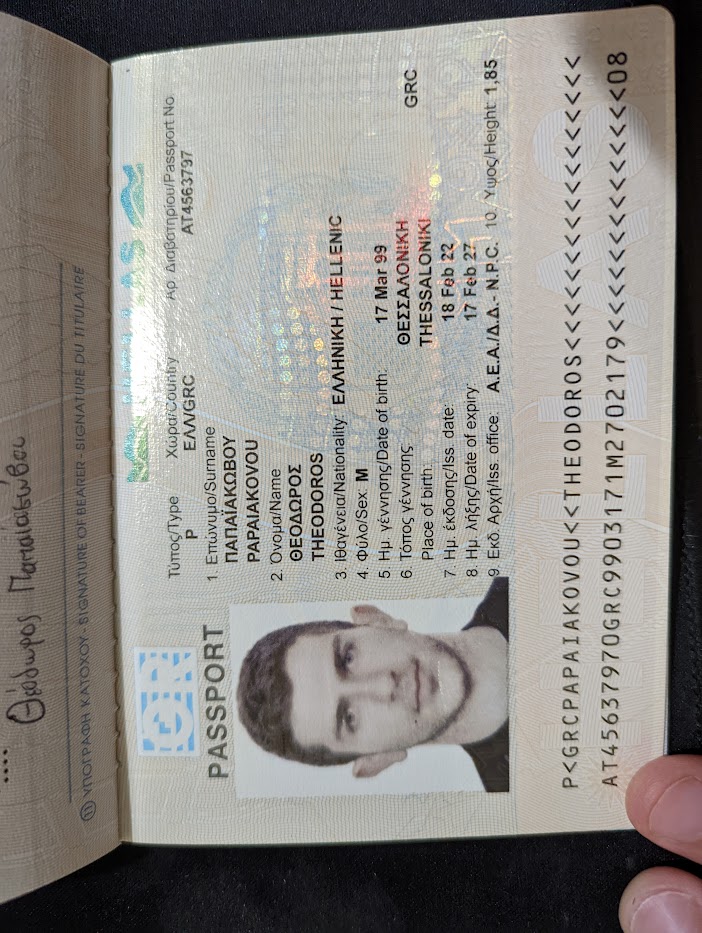 Θεόδωρος Παπαϊακώβου
11 ΥΠΟΓΡΑΦΗ ΚΑΤΟΧΟΥ - SIGNATURE OF BEARER - SIGNATURE DU TITULAIRE
HELLAS
GR
PASSPORT
Τύπος/Type Χώρα/Country Αρ. Διαβατηρίου/Passport No
P ΕΛΛ/GRC AT4563797
1. Επώνυμο/Surname
ΠΑΠΑΪΑΚΩΒΟΥ
PAPAIAKOVOU
2. Όνομα/Name
ΘΕΟΔΩΡΟΣ
THEODOROS
3. Ιθαγένεια/Nationality: ΕΛΛΗΝΙΚΗ / HELLENIC
4. Φύλο/Sex: M
5. Ημ. γέννησης/Date of birth: 17 Mar 99
6. Τόπος γέννησης: ΘΕΣΣΑΛΟΝΙΚΗ GRC
Place of birth: THESSALONIKI
7. Ημ. έκδοσης/Iss. date: 18 Feb 22
8. Ημ. λήξης/Date of expiry: 17 Feb 27
9. Εκδ. Αρχή/Iss. office: Α.Ε.Α./Δ.Δ.- N.P.C. 10. Υψος/Height: 1,85
HELLAS
P<GRCPAPAIAKOVOU<<THEODOROS<<<<<<<<<<<<<<<<<<
AT45637970GRC9903171M2702179<<<<<<<<<<<<<<<08